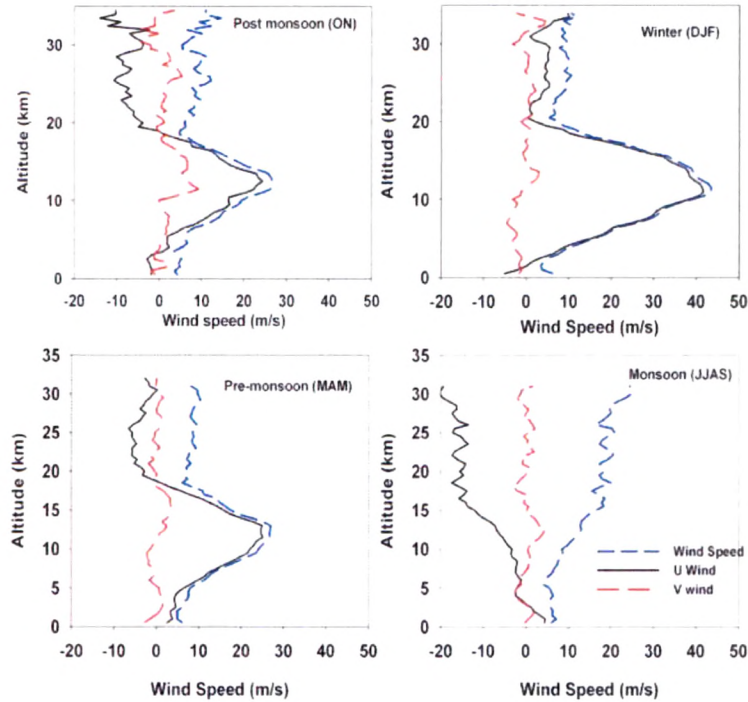 Post monsoon (ON)
30
20
10
0
Altitude (km)
-20 -10 0 10 20 30 40 50
Wind speed (m/s)
Winter (DJF)
30
20
10
0
Altitude (km)
-20 -10 0 10 20 30 40 50
Wind Speed (m/s)
Pre-monsoon (MAM)
35
30
25
20
15
10
5
0
Altitude (km)
-20 -10 0 10 20 30 40 50
Wind Speed (m/s)
Monsoon (JJAS)
35
30
25
20
15
10
5
0
Altitude (km)
Wind Speed
U Wind
V wind
-20 -10 0 10 20 30 40 50
Wind Speed (m/s)